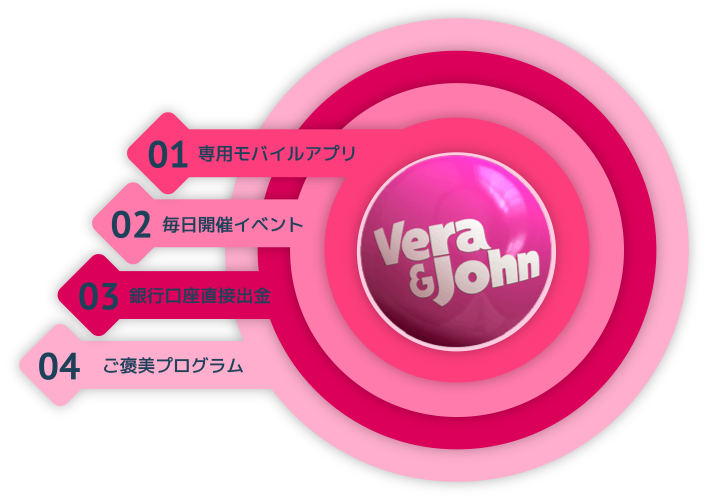 01 専用モバイルアプリ
02 毎日開催イベント
03 銀行口座直接出金
04 ご褒美プログラム
Vera
&John